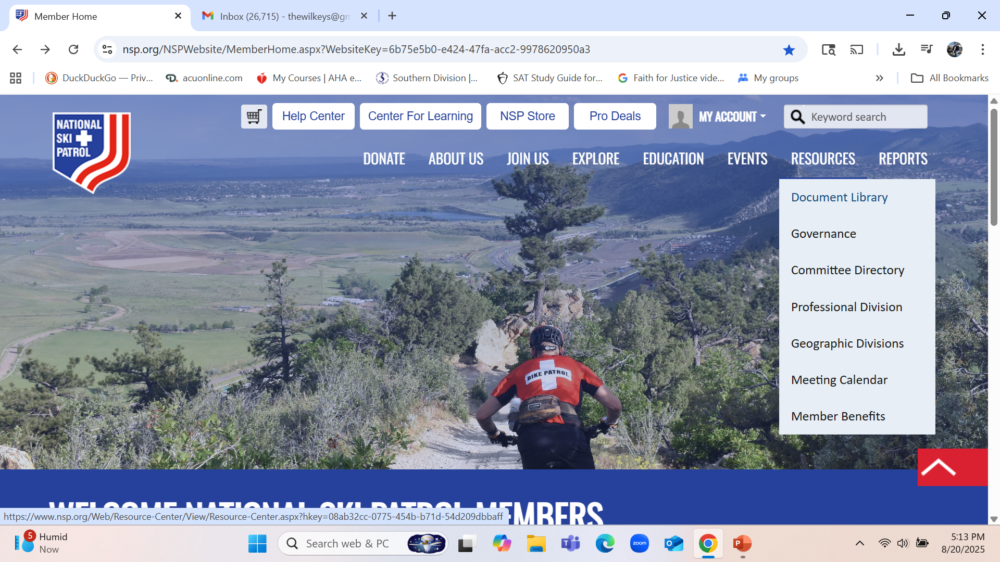 Member Home
Inbox (26,715) - thewilkeys@gm
nsp.org/NSPWebsite/MemberHome.aspx?WebsiteKey=6b75e5b0-e424-47fa-acc2-9978620950a3
DuckDuckGo — Priv...
acuonline.com
My Courses | AHA e...
Southern Division |...
SAT Study Guide for...
Faith for Justice vide...
My groups
All Bookmarks
NATIONAL
SKI
PATROL
Help Center
Center For Learning
NSP Store
Pro Deals
MY ACCOUNT
Keyword search
DONATE
ABOUT US
JOIN US
EXPLORE
EDUCATION
EVENTS
RESOURCES
REPORTS
Document Library
Governance
Committee Directory
Professional Division
Geographic Divisions
Meeting Calendar
Member Benefits
BIKE PATROL
WELCOME NATIONAL SKI PATROL MEMBERS
https://www.nsp.org/Web/Resource-Center/View/Resource-Center.aspx?hkey=08ab32cc-0775-454b-b71d-54d209dbbaff
5
Humid
Now
Search web & PC
zoom
5:13 PM
8/20/2025